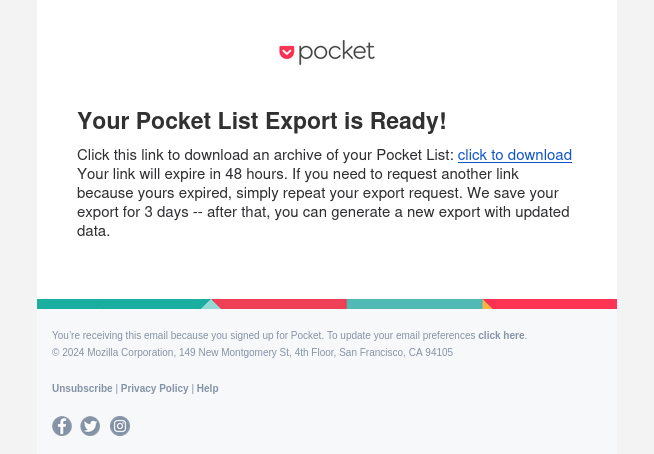 pocket
Your Pocket List Export is Ready!
Click this link to download an archive of your Pocket List: click to download
Your link will expire in 48 hours. If you need to request another link
because yours expired, simply repeat your export request. We save your
export for 3 days -- after that, you can generate a new export with updated
data.
You're receiving this email because you signed up for Pocket. To update your email preferences click here.
© 2024 Mozilla Corporation, 149 New Montgomery St, 4th Floor, San Francisco, CA 94105
Unsubscribe | Privacy Policy | Help